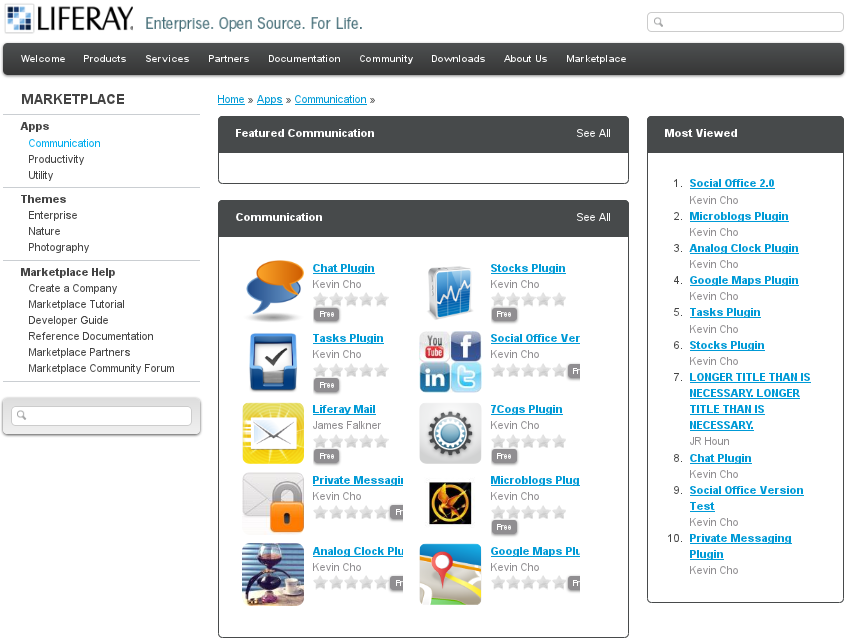 LIFERAY. Enterprise. Open Source. For Life.
Welcome Products Services Partners Documentation Community Downloads About Us Marketplace
MARKETPLACE
Apps
Communication
Productivity
Utility
Themes
Enterprise
Nature
Photography
Marketplace Help
Create a Company
Marketplace Tutorial
Developer Guide
Reference Documentation
Marketplace Partners
Marketplace Community Forum
Home » Apps » Communication »
Featured Communication See All
Communication See All
Chat Plugin
Kevin Cho
Free
Stocks Plugin
Kevin Cho
Free
Tasks Plugin
Kevin Cho
Free
You
Tube
f
in
t
Social Office Ver
Kevin Cho
Fr
Liferay Mail
James Falkner
Free
7Cogs Plugin
Kevin Cho
Free
Private Messagin
Kevin Cho
Fr
Microblogs Plug
Kevin Cho
Free
Analog Clock Plu
Kevin Cho
Fr
Google Maps Plu
Kevin Cho
Fr
Most Viewed
1. Social Office 2.0
Kevin Cho
2. Microblogs Plugin
Kevin Cho
3. Analog Clock Plugin
Kevin Cho
4. Google Maps Plugin
Kevin Cho
5. Tasks Plugin
Kevin Cho
6. Stocks Plugin
Kevin Cho
7. LONGER TITLE THAN IS
NECESSARY. LONGER
TITLE THAN IS
NECESSARY.
JR Houn
8. Chat Plugin
Kevin Cho
9. Social Office Version
Test
Kevin Cho
10. Private Messaging
Plugin
Kevin Cho